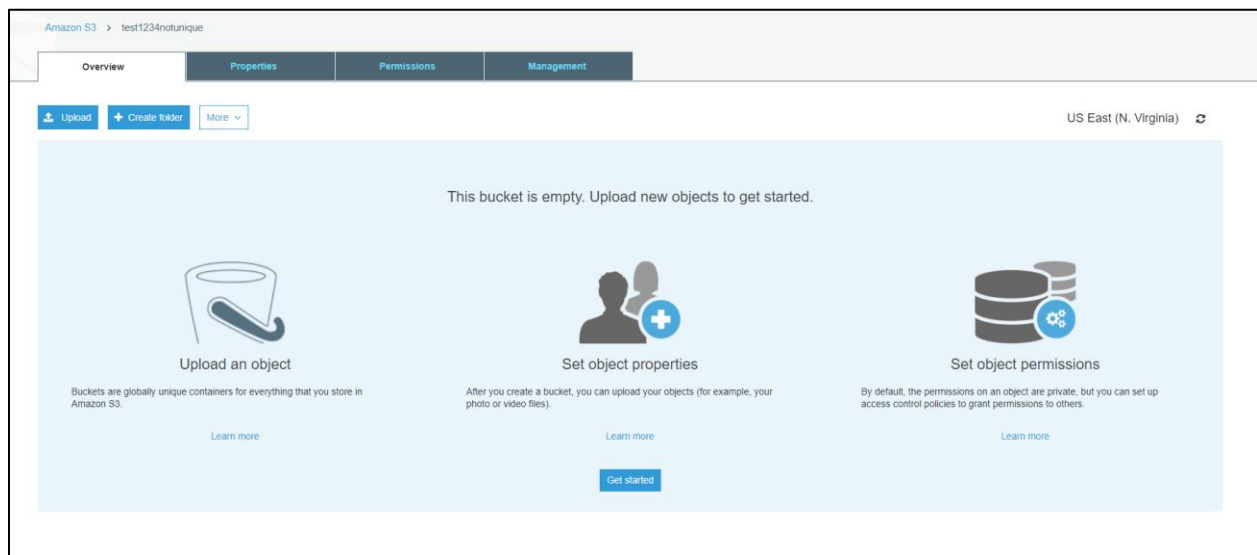 Amazon S3 > test1234notunique
Overview Properties Permissions Management
Upload + Create folder More US East (N. Virginia)
This bucket is empty. Upload new objects to get started.
Upload an object
Buckets are globally unique containers for everything that you store in
Amazon S3.
Learn more
Set object properties
After you create a bucket, you can upload your objects (for example, your
photo or video files).
Learn more
Get started
Set object permissions
By default, the permissions on an object are private, but you can set up
access control policies to grant permissions to others.
Learn more